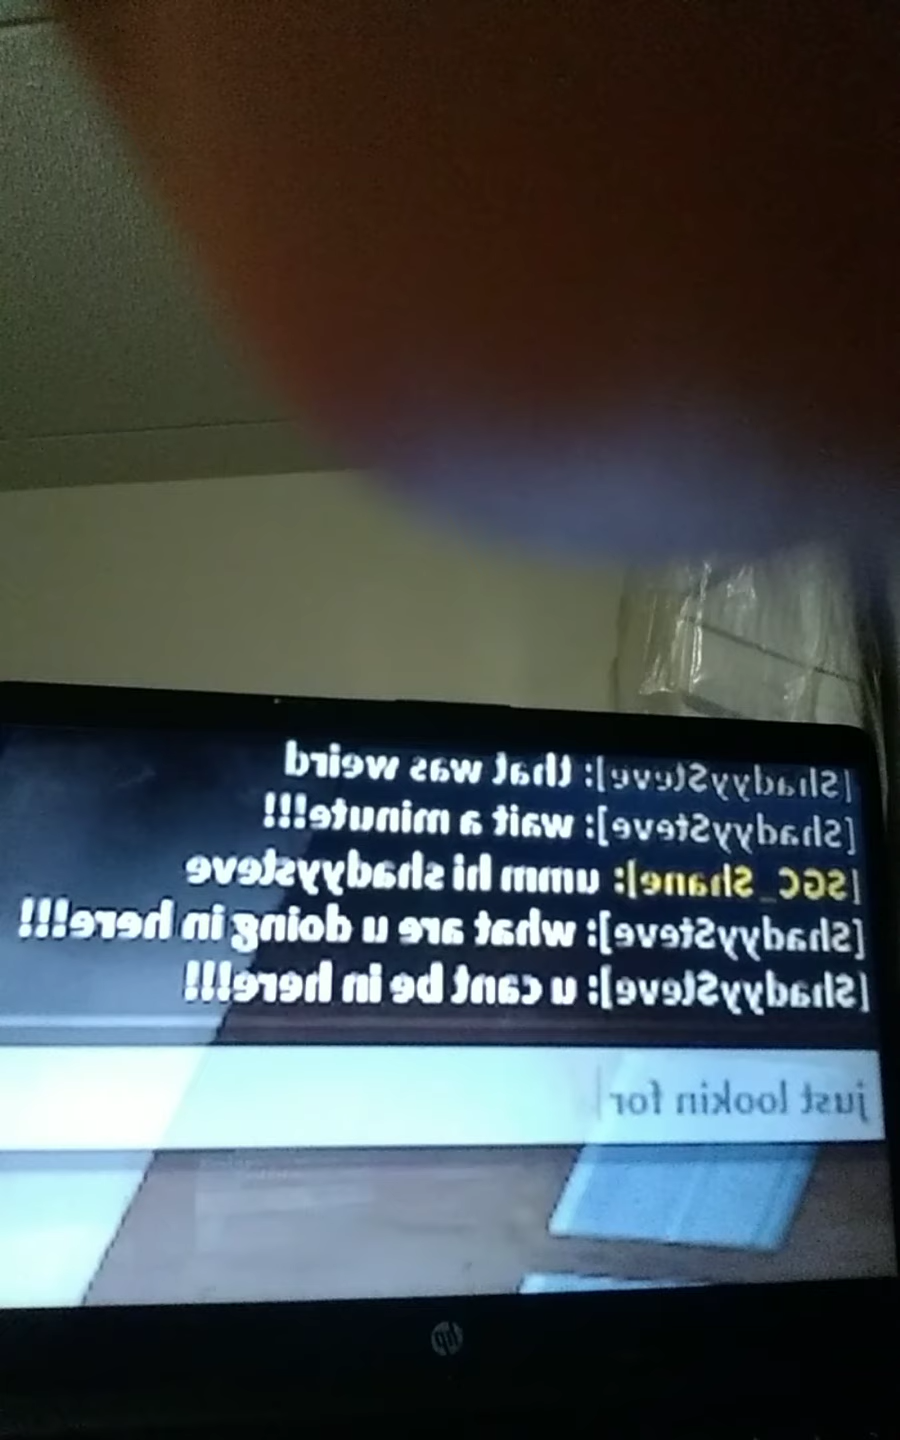 [ShadyySteve]: that was weird
[ShadyySteve]: wait a minute!!!
[SGC_Shane]: umm hi shadyysteve
[ShadyySteve]: what are u doing in here!!!
[ShadyySteve]: u cant be in here!!!
just lookin for
hp